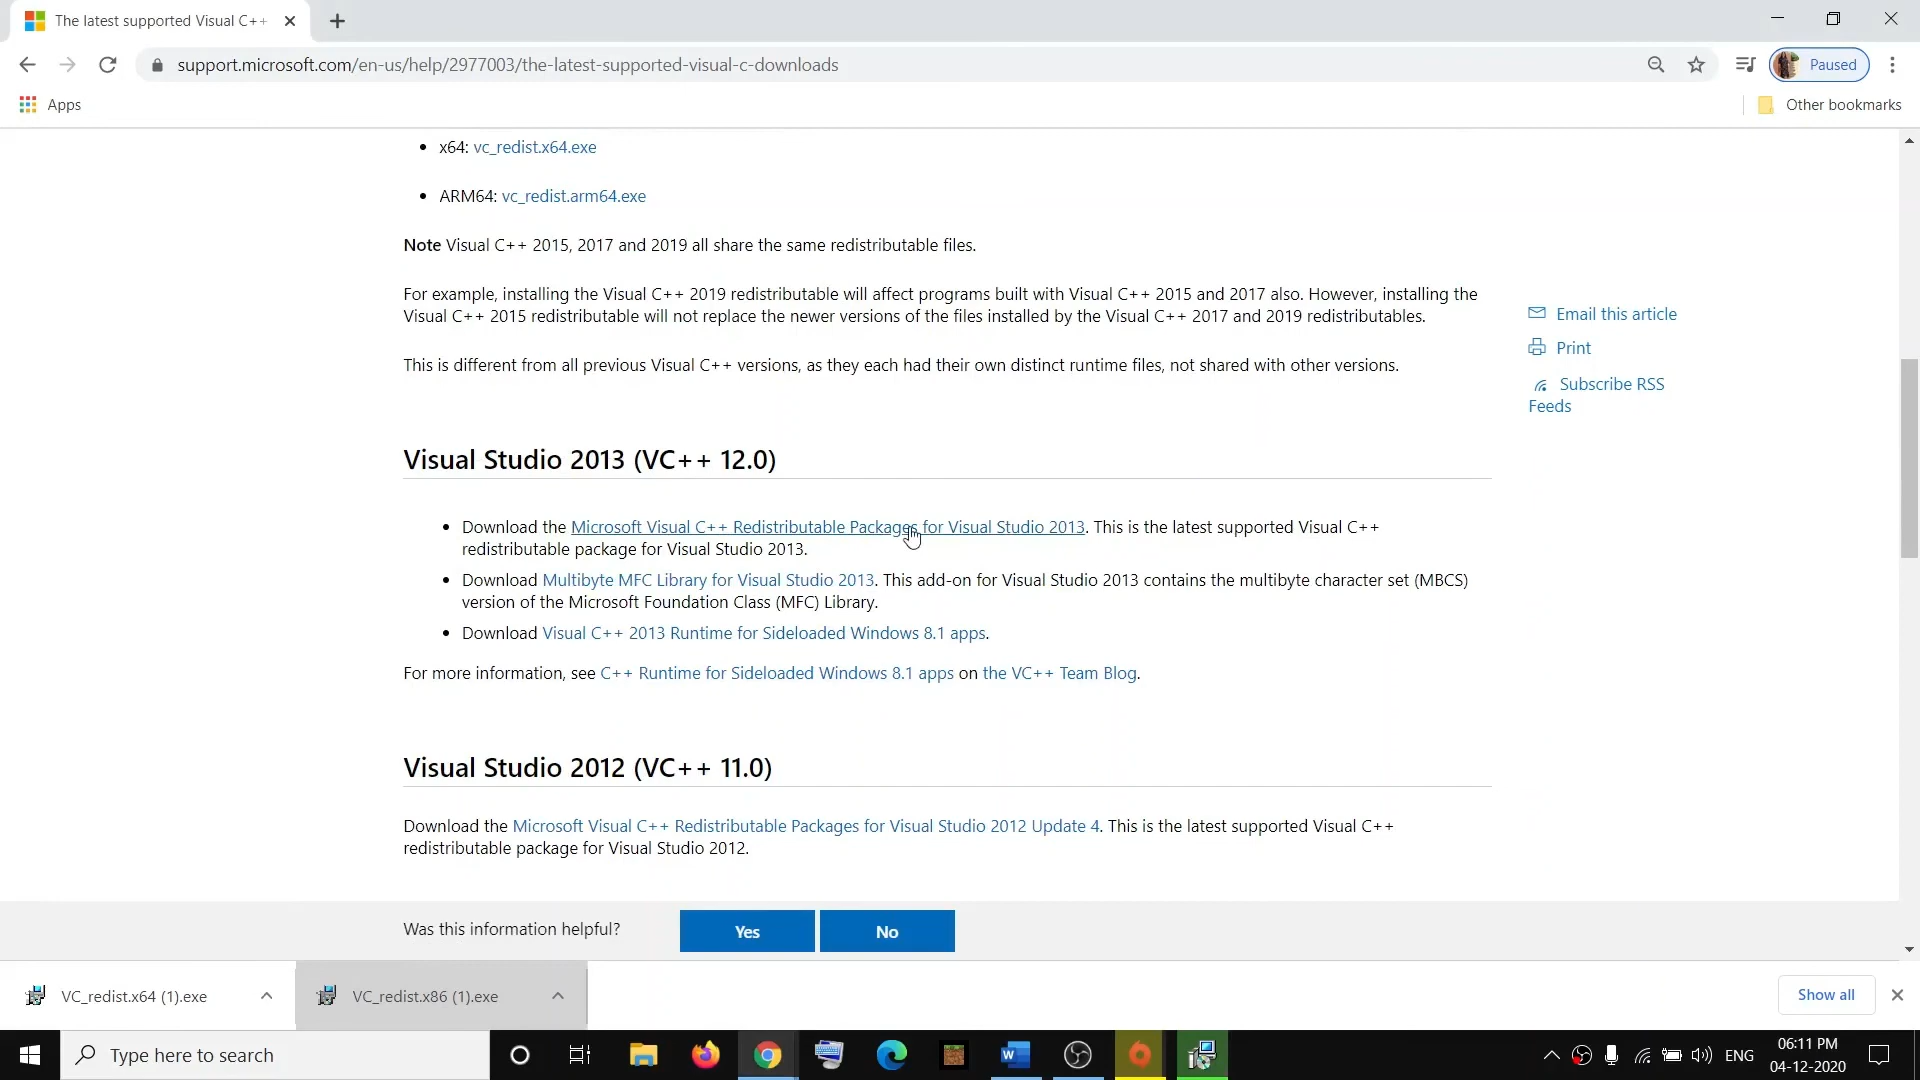 The latest supported Visual C++
support.microsoft.com/en-us/help/2977003/the-latest-supported-visual-c-downloads
Paused
Apps
Other bookmarks
x64: vc_redist.x64.exe
ARM64: vc_redist.arm64.exe
Note Visual C++ 2015, 2017 and 2019 all share the same redistributable files.
For example, installing the Visual C++ 2019 redistributable will affect programs built with Visual C++ 2015 and 2017 also. However, installing the
Visual C++ 2015 redistributable will not replace the newer versions of the files installed by the Visual C++ 2017 and 2019 redistributables.
This is different from all previous Visual C++ versions, as they each had their own distinct runtime files, not shared with other versions.
Email this article
Print
Subscribe RSS
Feeds
Visual Studio 2013 (VC++ 12.0)
Download the Microsoft Visual C++ Redistributable Packages for Visual Studio 2013. This is the latest supported Visual C++
redistributable package for Visual Studio 2013.
Download Multibyte MFC Library for Visual Studio 2013. This add-on for Visual Studio 2013 contains the multibyte character set (MBCS)
version of the Microsoft Foundation Class (MFC) Library.
Download Visual C++ 2013 Runtime for Sideloaded Windows 8.1 apps.
For more information, see C++ Runtime for Sideloaded Windows 8.1 apps on the VC++ Team Blog.
Visual Studio 2012 (VC++ 11.0)
Download the Microsoft Visual C++ Redistributable Packages for Visual Studio 2012 Update 4. This is the latest supported Visual C++
redistributable package for Visual Studio 2012.
Was this information helpful?
Yes
No
VC_redist.x64 (1).exe
VC_redist.x86 (1).exe
Show all
Type here to search
ENG
06:11 PM
04-12-2020